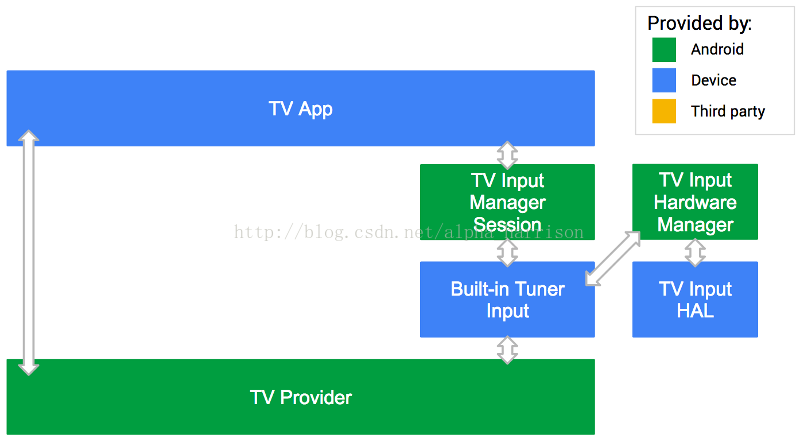 Provided by:
Android
Device
Third party
TV App
TV Input
Manager
Session
TV Input
Hardware
Manager
http://blog.csdn.net/alpha_harrison
Built-in Tuner
Input
TV Input
HAL
TV Provider